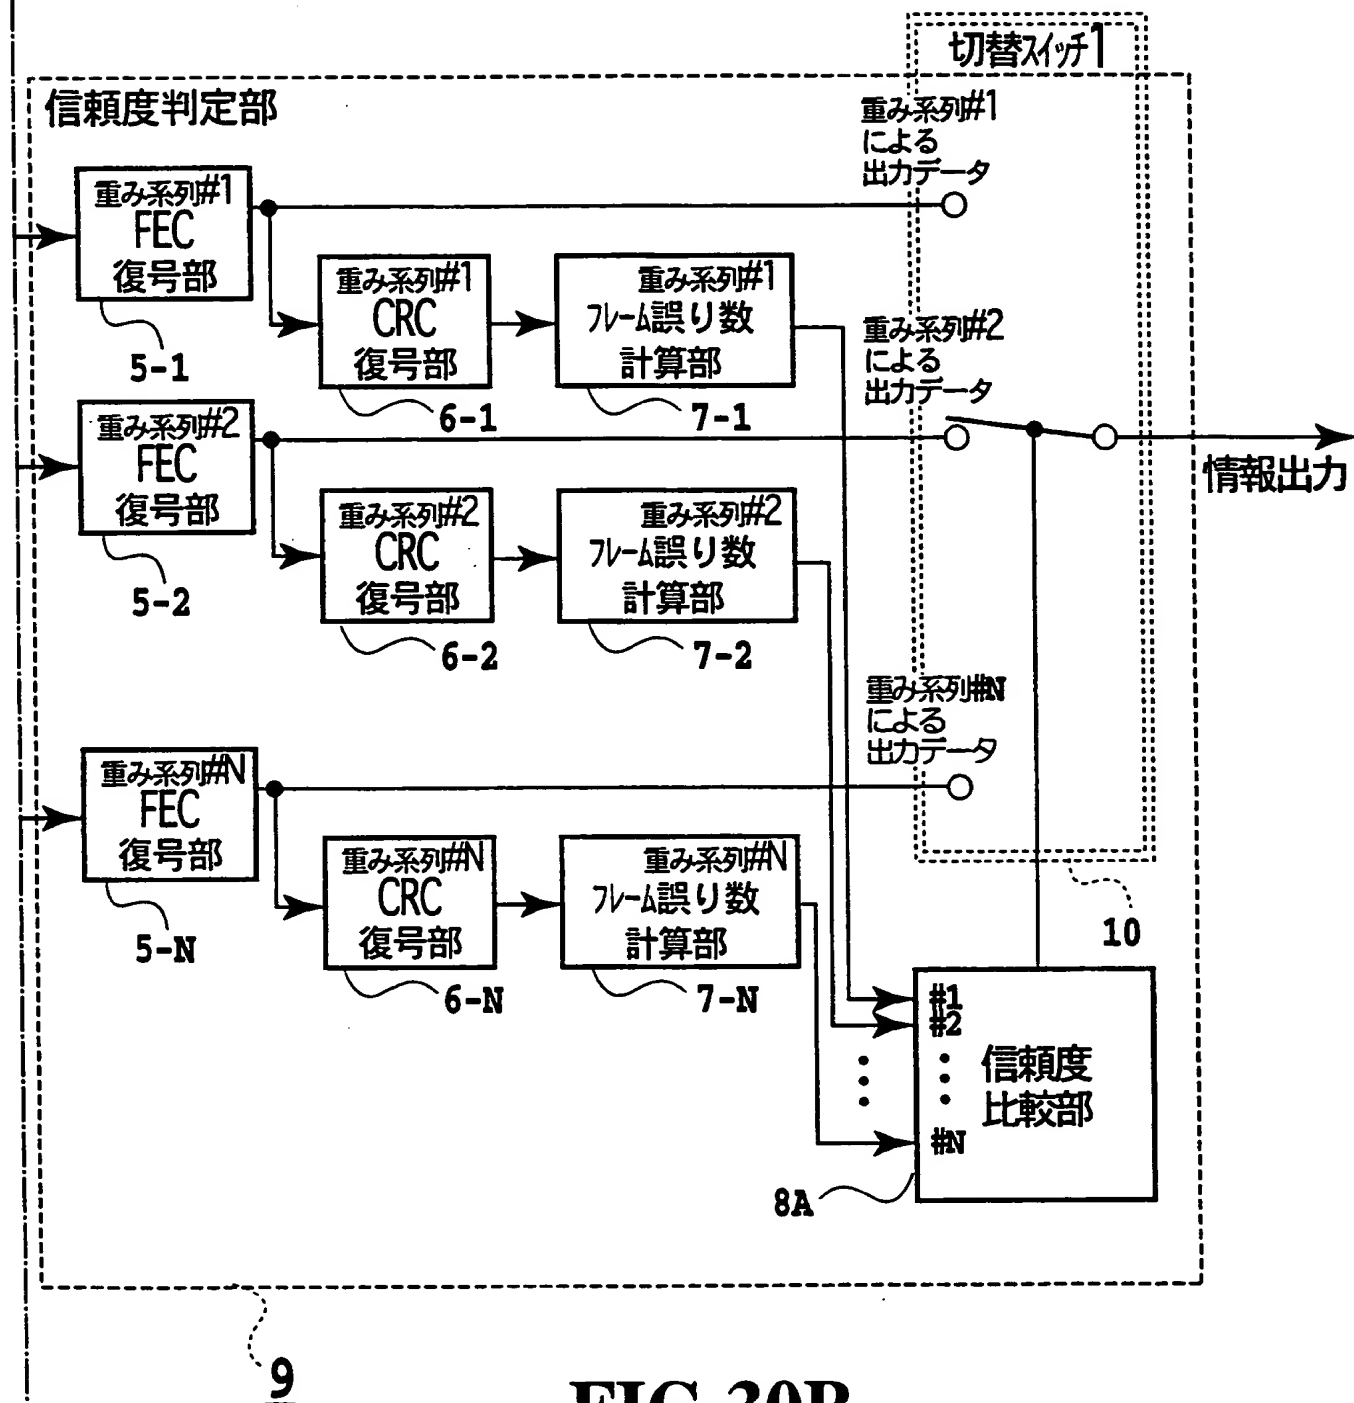 切替スイッチ1
信頼度判定部
重み系列#1
による
出力データ
重み系列#1
FEC
復号部
5-1
重み系列#1
CRC
復号部
6-1
重み系列#1
フレーム誤り数
計算部
7-1
重み系列#2
による
出力データ
重み系列#2
FEC
復号部
5-2
情報出力
重み系列#2
CRC
復号部
6-2
重み系列#2
フレーム誤り数
計算部
7-2
重み系列#N
による
出力データ
重み系列#N
FEC
復号部
5-N
重み系列#N
CRC
復号部
6-N
重み系列#N
フレーム誤り数
計算部
7-N
10
#1
#2
#N
信頼度
比較部
8A
9
FIG.30B